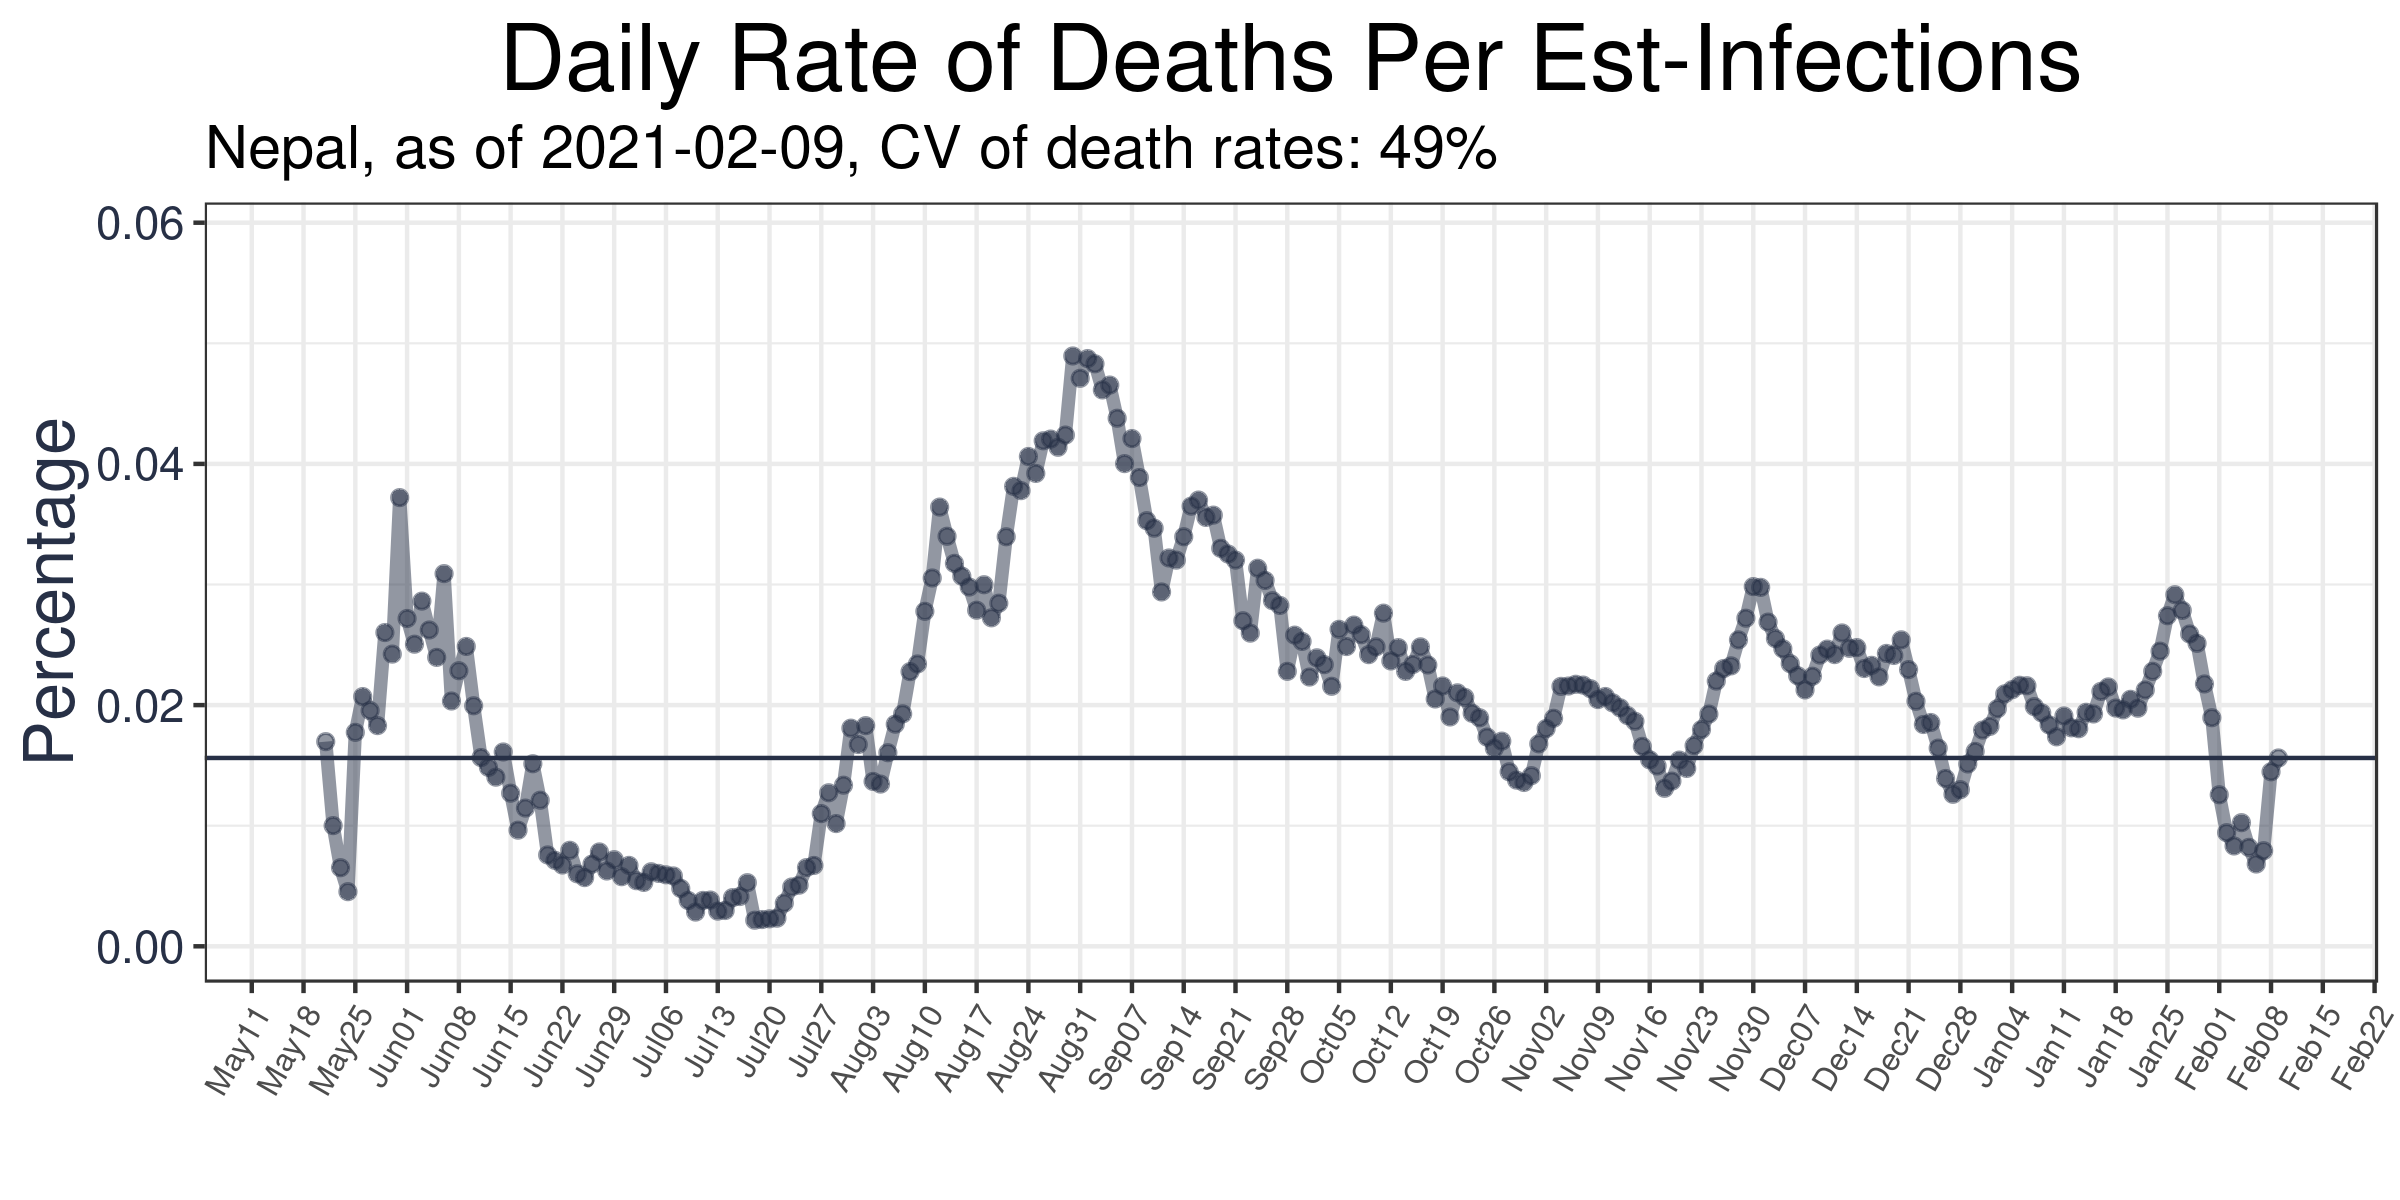 Daily Rate of Deaths Per Est-Infections
Nepal, as of 2021-02-09, CV of death rates: 49%
Percentage
0.06
0.04
0.02
0.00
May11 May18 May25 Jun01 Jun08 Jun15 Jun22 Jun29 Jul06 Jul13 Jul20 Jul27 Aug03 Aug10 Aug17 Aug24 Aug31 Sep07 Sep14 Sep21 Sep28 Oct05 Oct12 Oct19 Oct26 Nov02 Nov09 Nov16 Nov23 Nov30 Dec07 Dec14 Dec21 Dec28 Jan04 Jan11 Jan18 Jan25 Feb01 Feb08 Feb15 Feb22